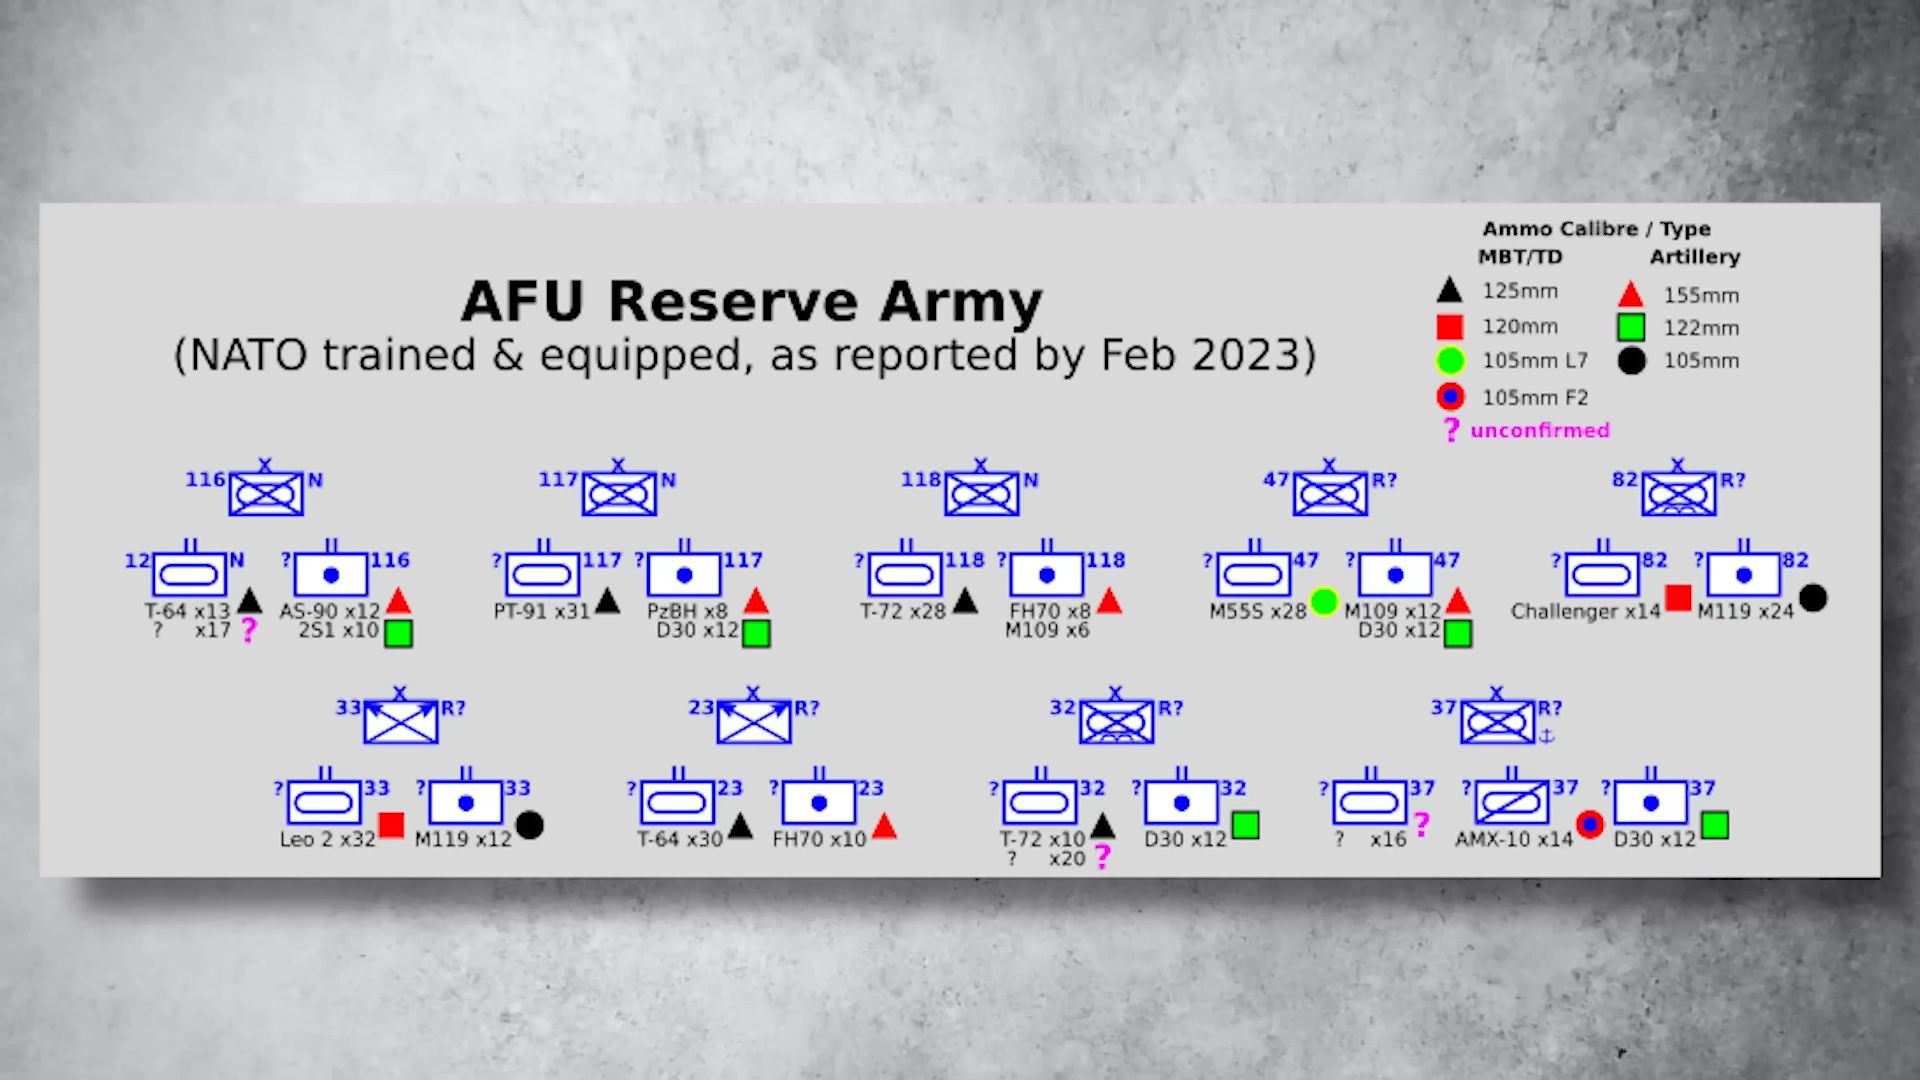 Ammo Calibre / Type
MBT/TD Artillery
125mm 155mm
120mm 122mm
105mm L7 105mm
105mm F2
? unconfirmed
AFU Reserve Army
(NATO trained & equipped, as reported by Feb 2023)
X X X X X
116 N 117 N 118 N 47 R? 82 R?
12 N ? 116 ? 117 ? 117 ? 118 ? 118 ? 47 ? 47 ? 82 ? 82
T-64 x13 AS-90 x12 PT-91 x31 PzBH x8 T-72 x28 FH70 x8 M55S x28 M109 x12 Challenger x14 M119 x24
? x17 ? 2S1 x10 D30 x12 M109 x6 D30 x12
X X X X
33 R? 23 R? 32 R? 37 R?
? 33 ? 33 ? 23 ? 23 ? 32 ? 32 ? 37 ? 37 ? 37
Leo 2 x32 M119 x12 T-64 x30 FH70 x10 T-72 x10 D30 x12 ? x16 ? AMX-10 x14 D30 x12
? x20 ?